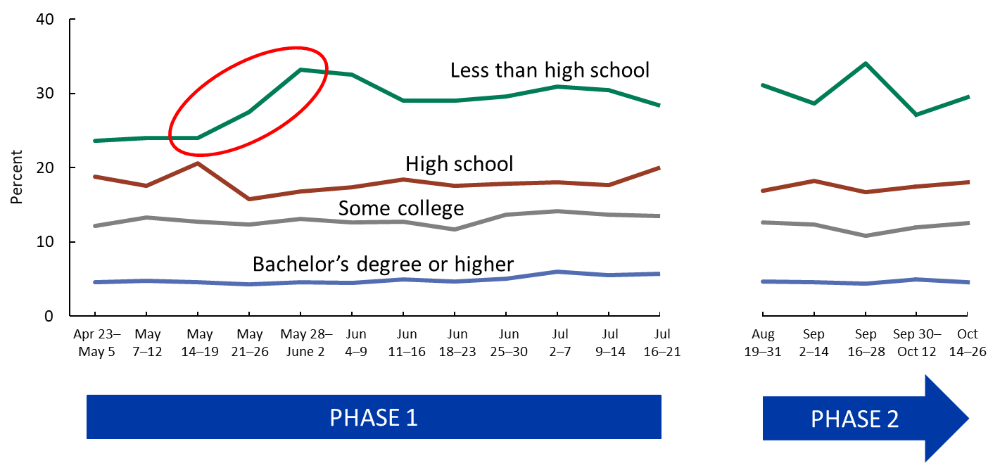 40
30
20
10
0
Percent
Less than high school
High school
Some college
Bachelor’s degree or higher
Apr 23–
May 5
May
7–12
May
14–19
May
21–26
May 28–
June 2
Jun
4–9
Jun
11–16
Jun
18–23
Jun
25–30
Jul
2–7
Jul
9–14
Jul
16–21
Aug
19–31
Sep
2–14
Sep
16–28
Sep 30–
Oct 12
Oct
14–26
PHASE 1
PHASE 2